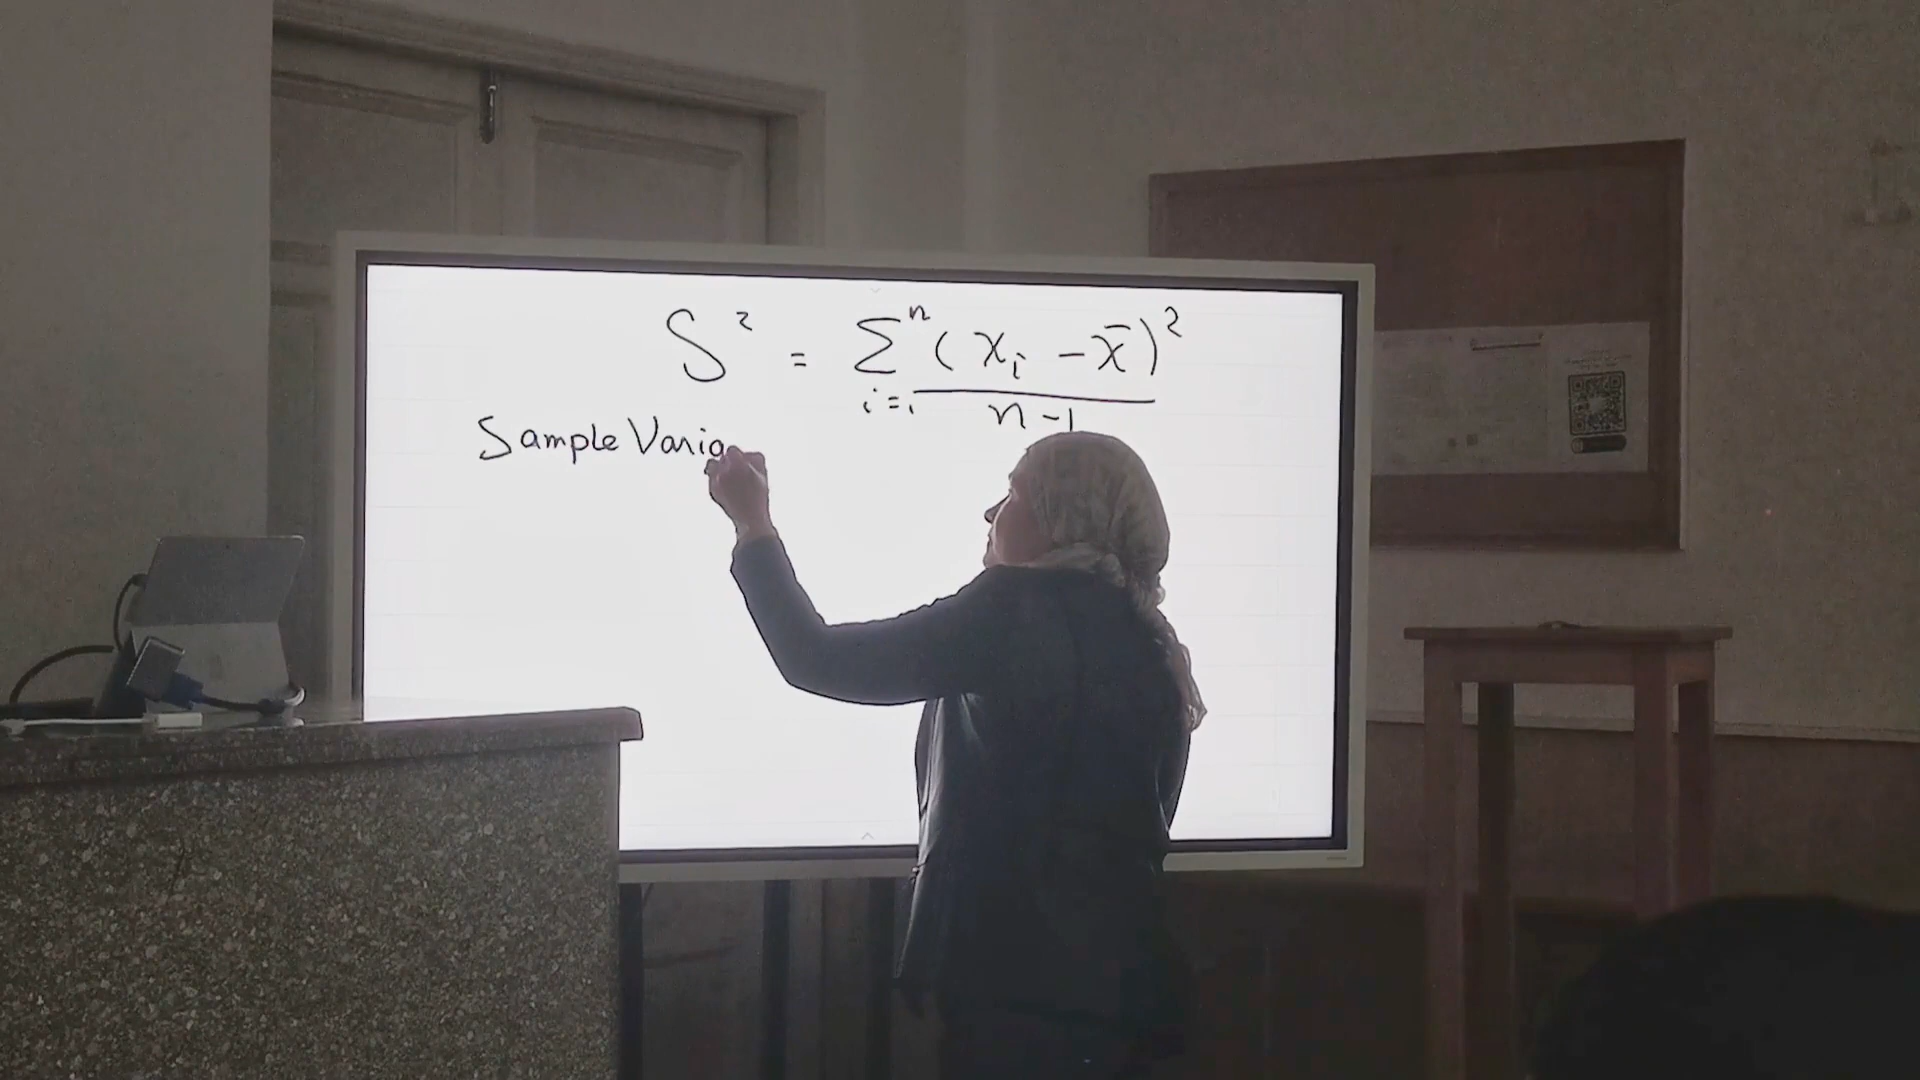 S² = Σⁿᵢ₌₁ (xᵢ - x̄)² / n-1
Sample Varia